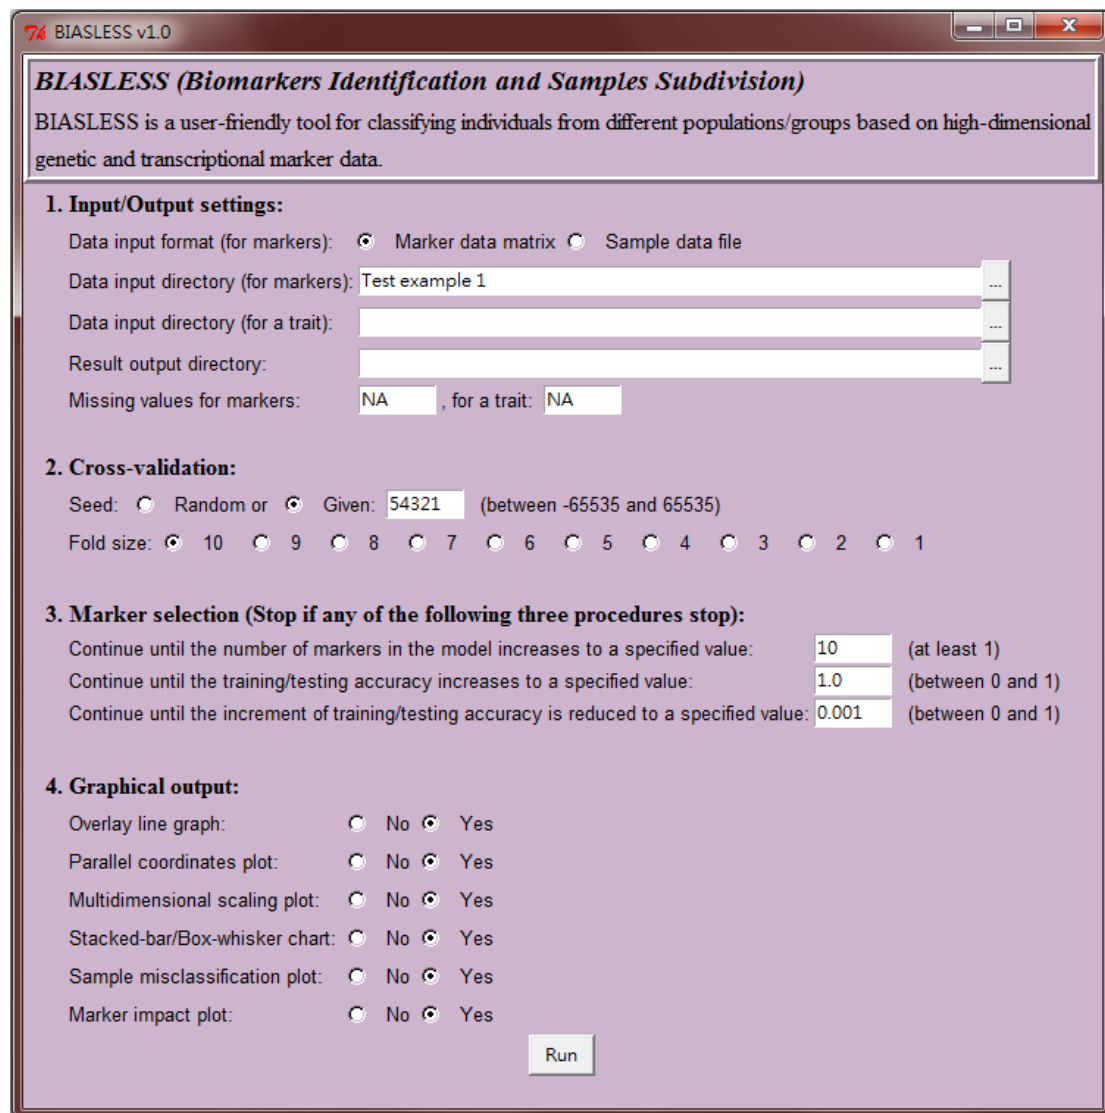 BIASLESS v1.0
BIASLESS (Biomarkers Identification and Samples Subdivision)
BIASLESS is a user-friendly tool for classifying individuals from different populations/groups based on high-dimensional
genetic and transcriptional marker data.
1. Input/Output settings:
Data input format (for markers): Marker data matrix Sample data file
Data input directory (for markers): Test example 1 ...
Data input directory (for a trait): ...
Result output directory: ...
Missing values for markers: NA , for a trait: NA
2. Cross-validation:
Seed: Random or Given: 54321 (between -65535 and 65535)
Fold size: 10 9 8 7 6 5 4 3 2 1
3. Marker selection (Stop if any of the following three procedures stop):
Continue until the number of markers in the model increases to a specified value: 10 (at least 1)
Continue until the training/testing accuracy increases to a specified value: 1.0 (between 0 and 1)
Continue until the increment of training/testing accuracy is reduced to a specified value: 0.001 (between 0 and 1)
4. Graphical output:
Overlay line graph: No Yes
Parallel coordinates plot: No Yes
Multidimensional scaling plot: No Yes
Stacked-bar/Box-whisker chart: No Yes
Sample misclassification plot: No Yes
Marker impact plot: No Yes
Run